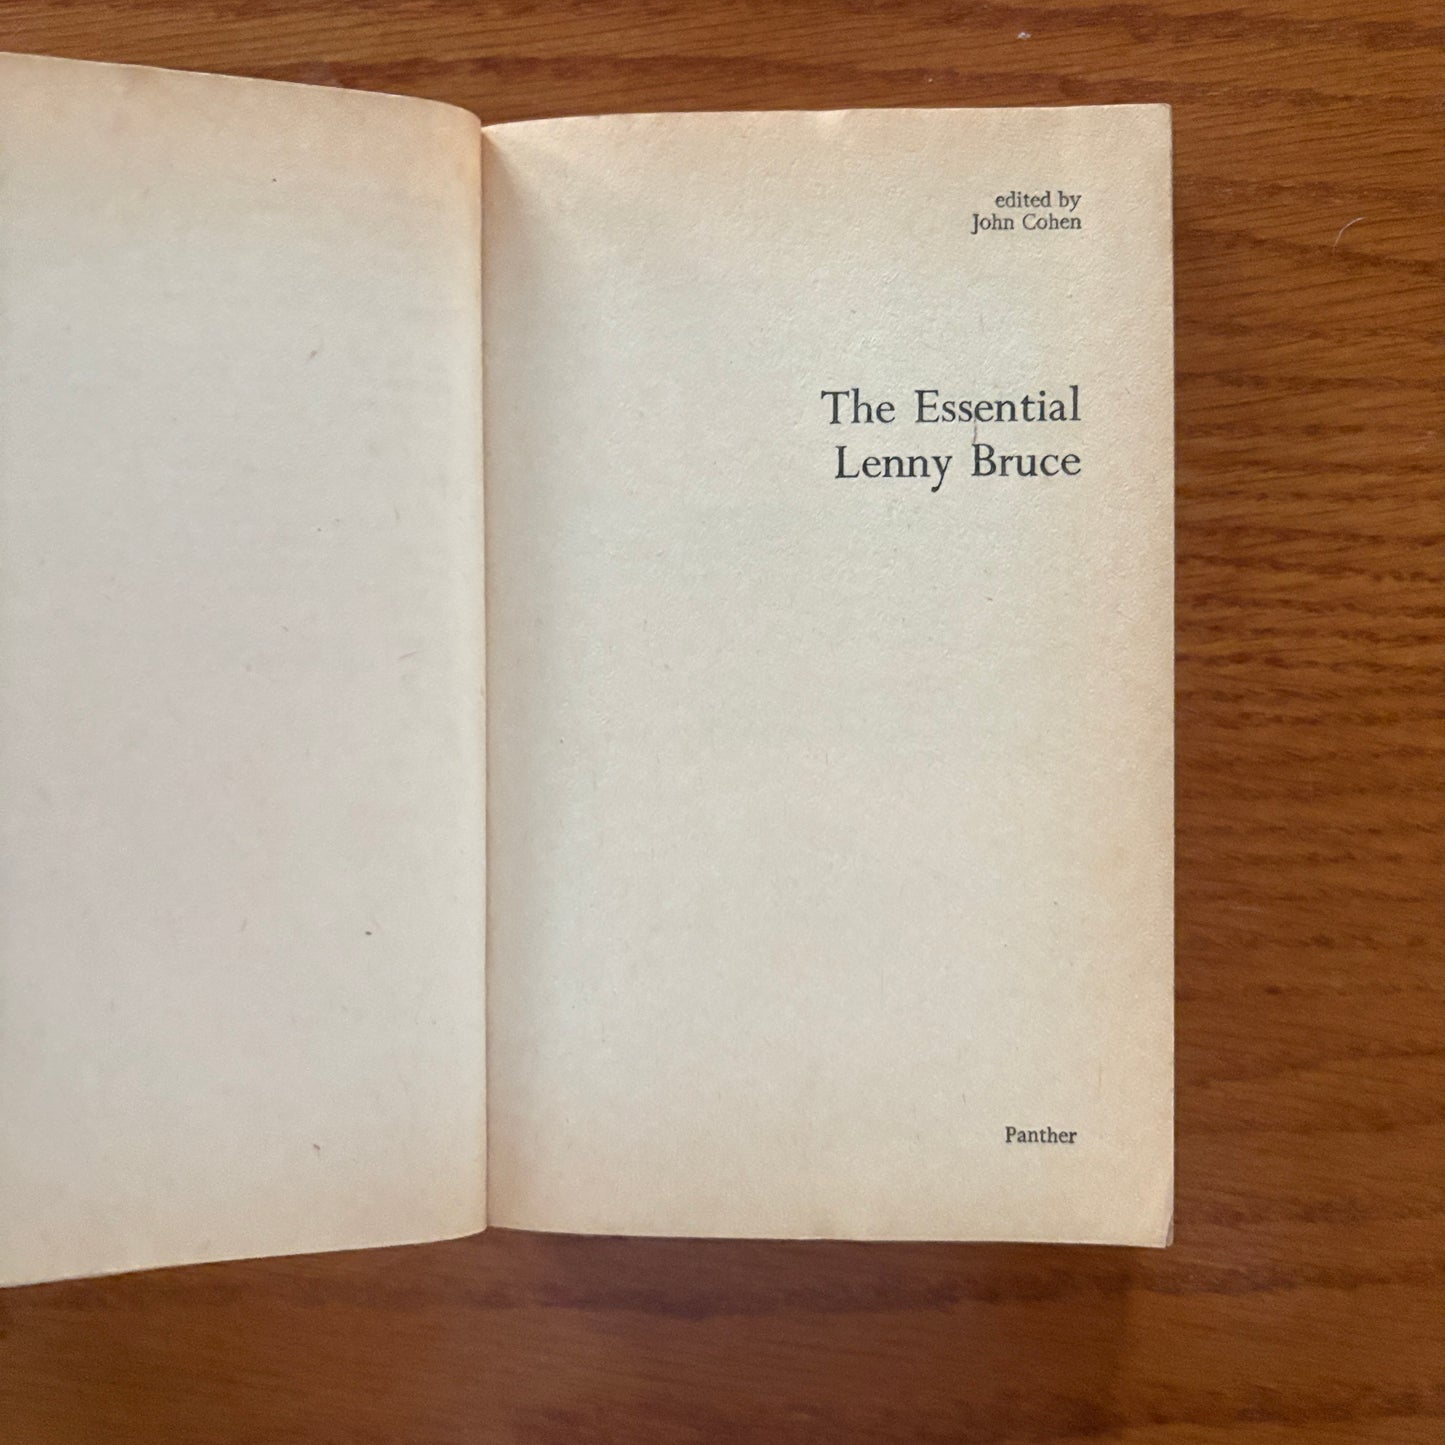 edited by
John Cohen
The Essential
Lenny Bruce
Panther